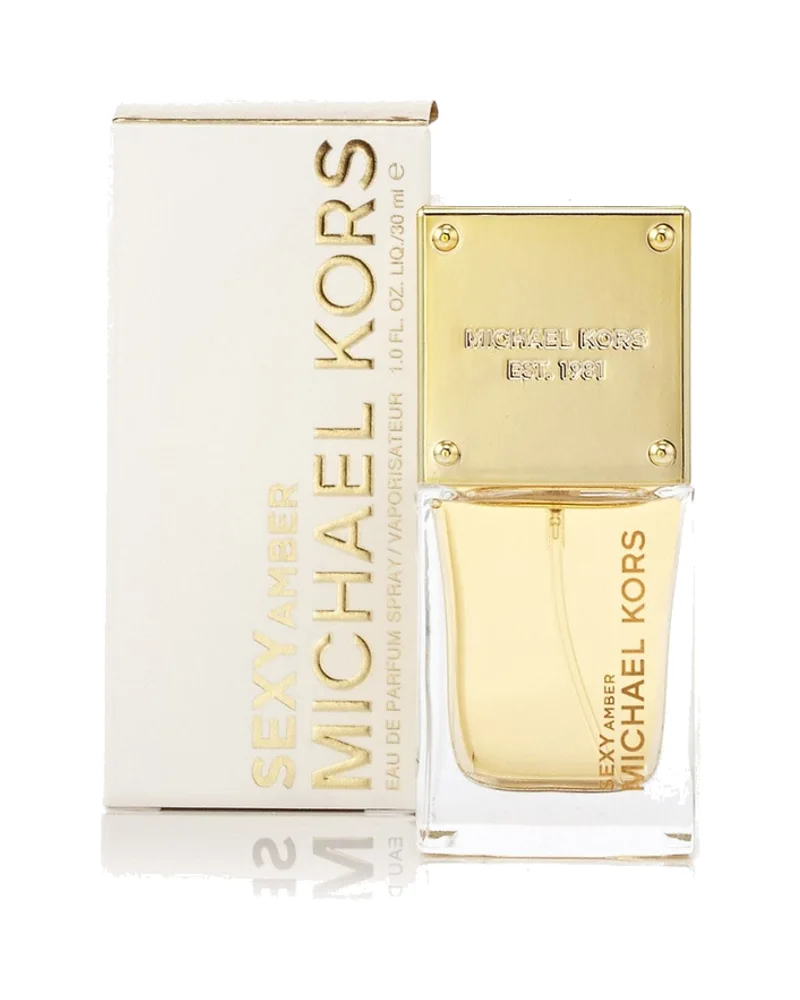 SEXY AMBER
MICHAEL KORS
EAU DE PARFUM SPRAY/VAPORISATEUR 1.0 FL. OZ. LIQ./30 ml e
MICHAEL KORS
EST. 1981
SEXY AMBER
MICHAEL KORS